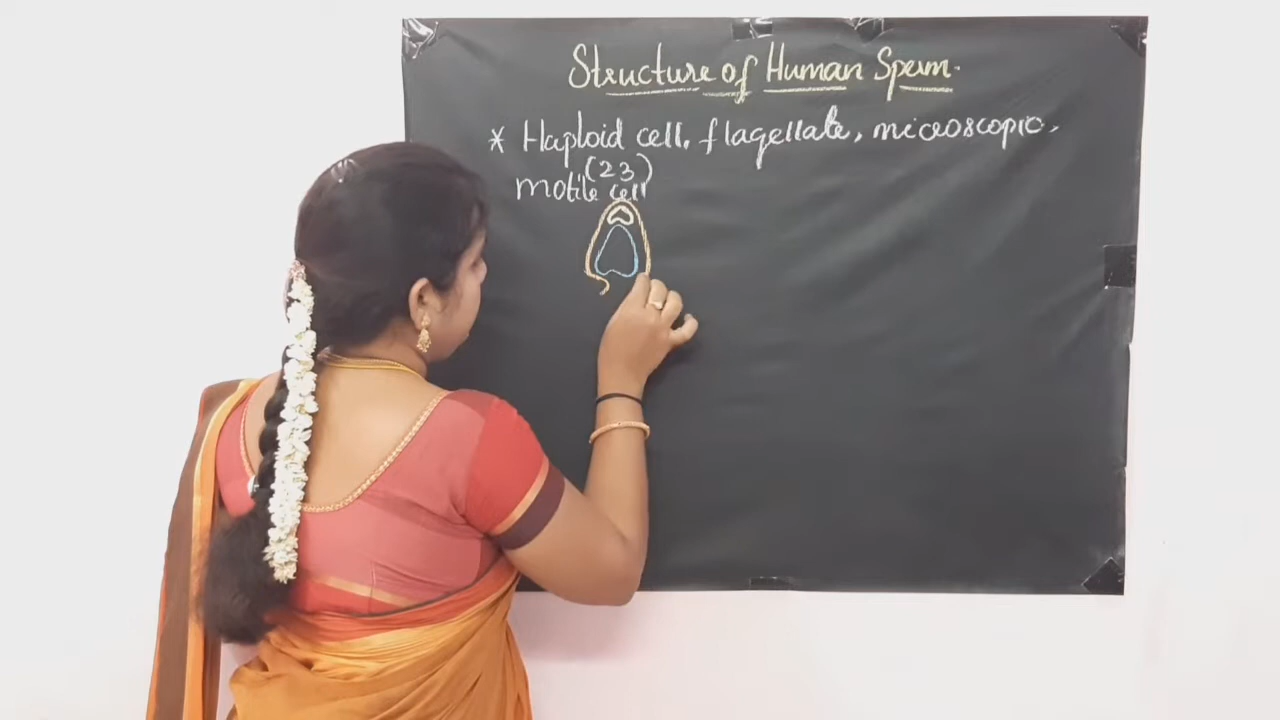 Structure of Human Sperm.
* Haploid cell, flagellate, microscopic,
(23)
motile cell